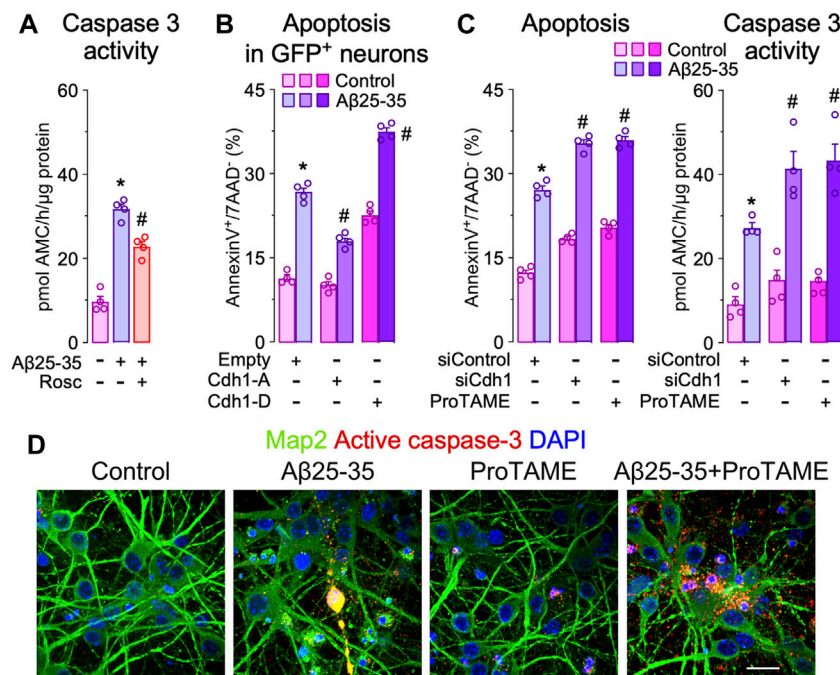 A
Caspase 3
activity
pmol AMC/h/µg protein
60
40
20
0
Aβ25-35 - + +
Rosc - - +
B
Apoptosis
in GFP⁺ neurons
Control
Aβ25-35
AnnexinV⁺/7AAD⁻ (%)
45
30
15
0
*
#
#
Empty + - -
Cdh1-A - + -
Cdh1-D - - +
C
Apoptosis
Control
Aβ25-35
AnnexinV⁺/7AAD⁻ (%)
45
30
15
0
*
#
#
siControl + - -
siCdh1 - + -
ProTAME - - +
Caspase 3
activity
pmol AMC/h/µg protein
60
40
20
0
*
#
#
siControl + - -
siCdh1 - + -
ProTAME - - +
D
Map2 Active caspase-3 DAPI
Control
Aβ25-35
ProTAME
Aβ25-35+ProTAME